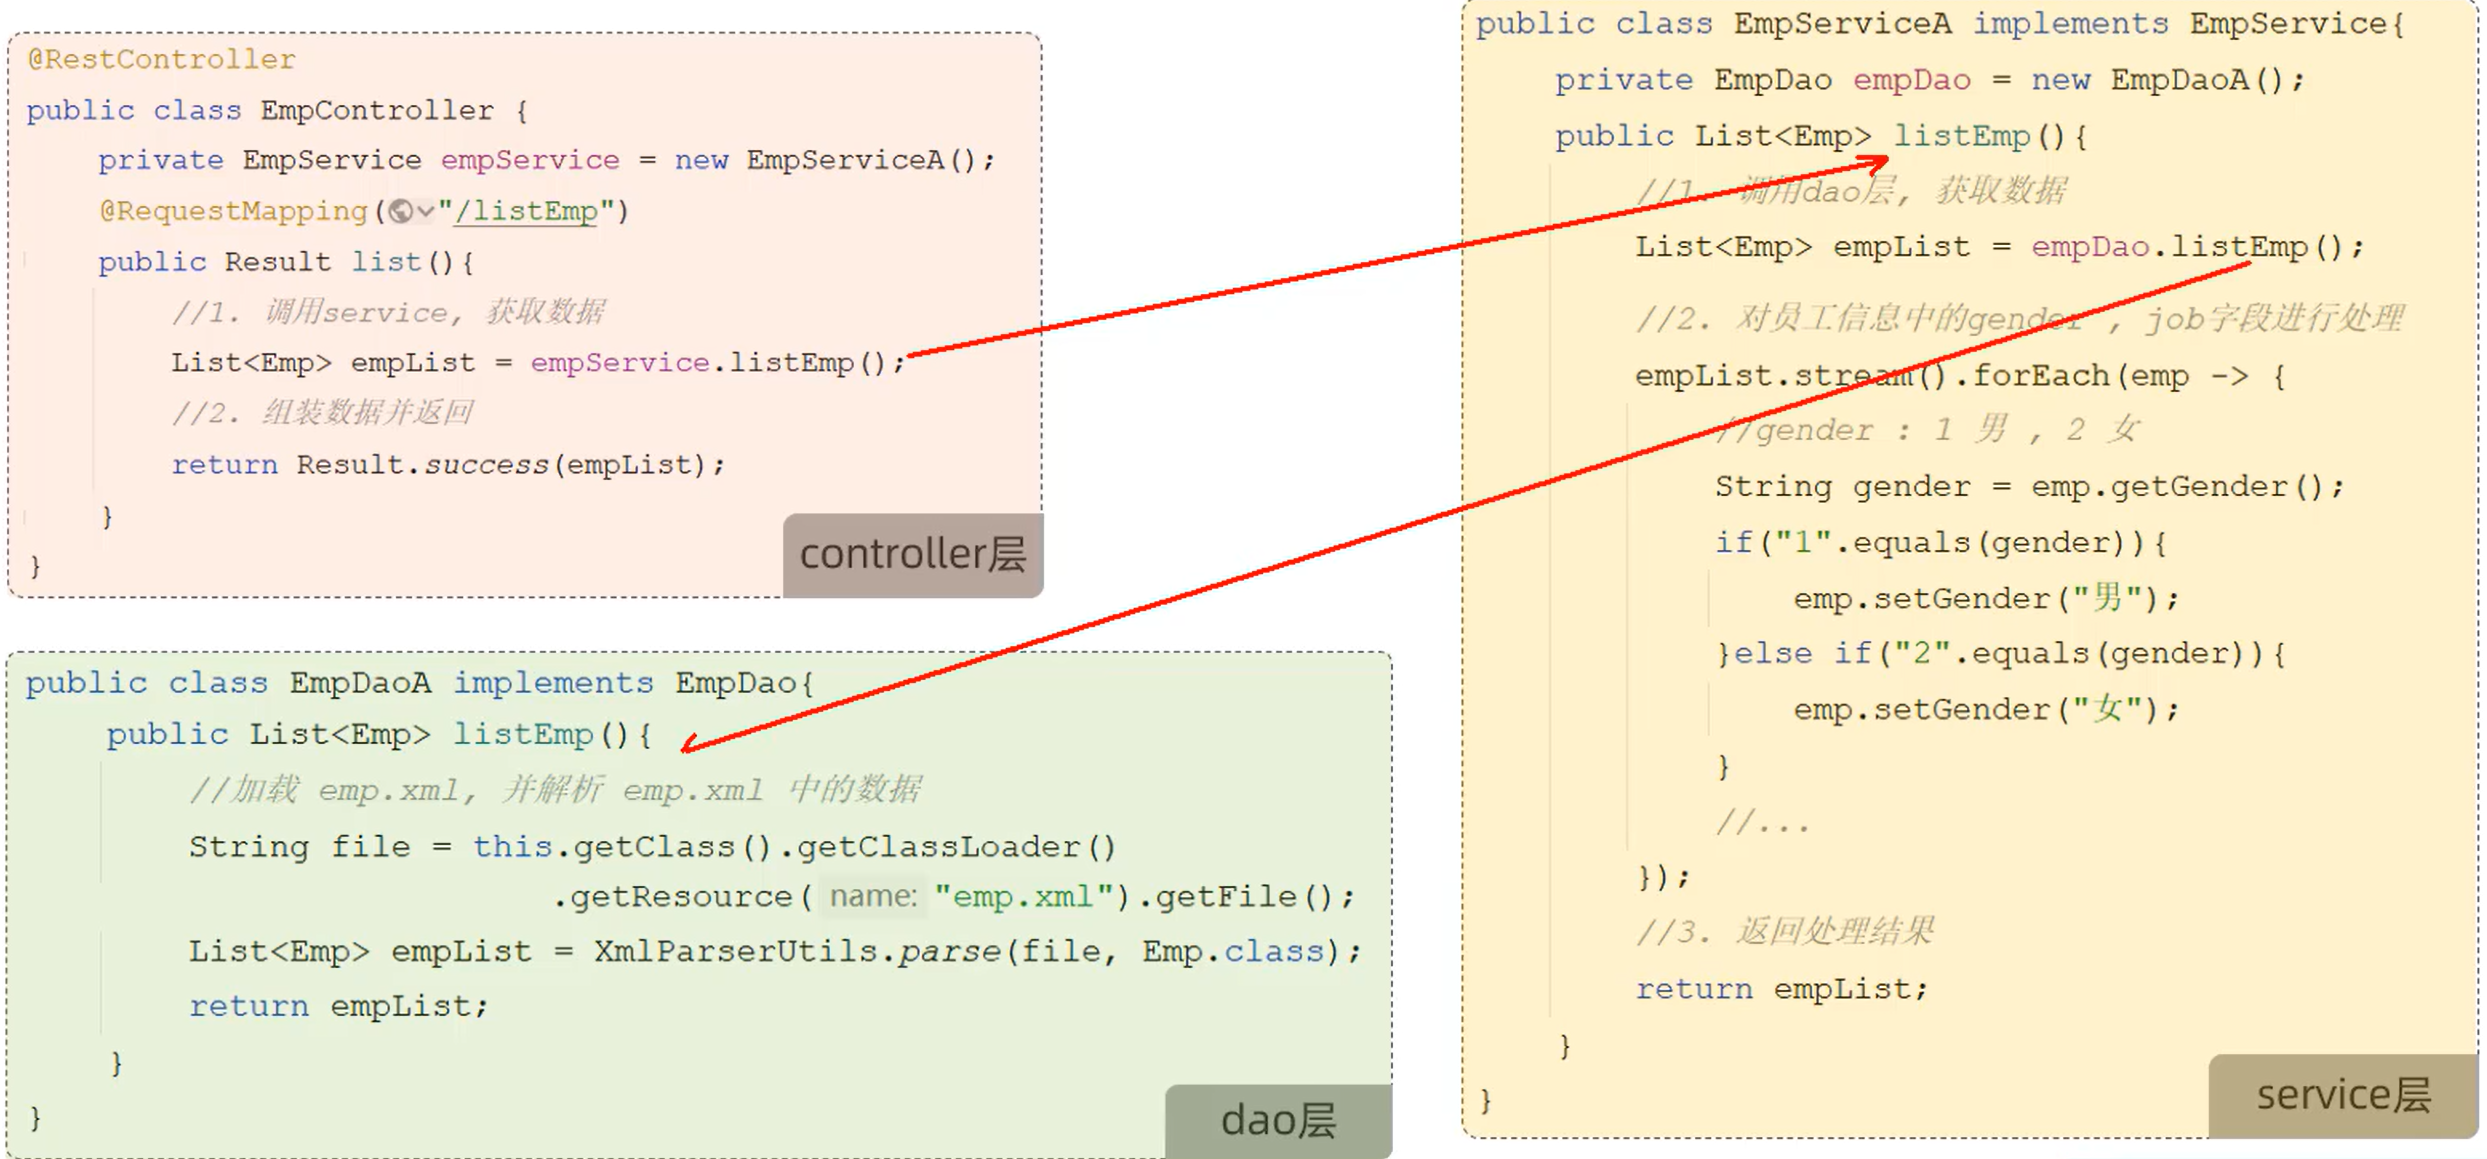 @RestController
public class EmpController {
private EmpService empService = new EmpServiceA();
@RequestMapping("/listEmp")
public Result list(){
//1. 调用service, 获取数据
List<Emp> empList = empService.listEmp();
//2. 组装数据并返回
return Result.success(empList);
}
}
controller层
public class EmpDaoA implements EmpDao{
public List<Emp> listEmp(){
//加载 emp.xml, 并解析 emp.xml 中的数据
String file = this.getClass().getClassLoader()
.getResource( name: "emp.xml").getFile();
List<Emp> empList = XmlParserUtils.parse(file, Emp.class);
return empList;
}
}
dao层
public class EmpServiceA implements EmpService{
private EmpDao empDao = new EmpDaoA();
public List<Emp> listEmp(){
//1. 调用dao层, 获取数据
List<Emp> empList = empDao.listEmp();
//2. 对员工信息中的gender , job字段进行处理
empList.stream().forEach(emp -> {
//gender : 1 男 , 2 女
String gender = emp.getGender();
if("1".equals(gender)){
emp.setGender("男");
}else if("2".equals(gender)){
emp.setGender("女");
}
//...
});
//3. 返回处理结果
return empList;
}
}
service层